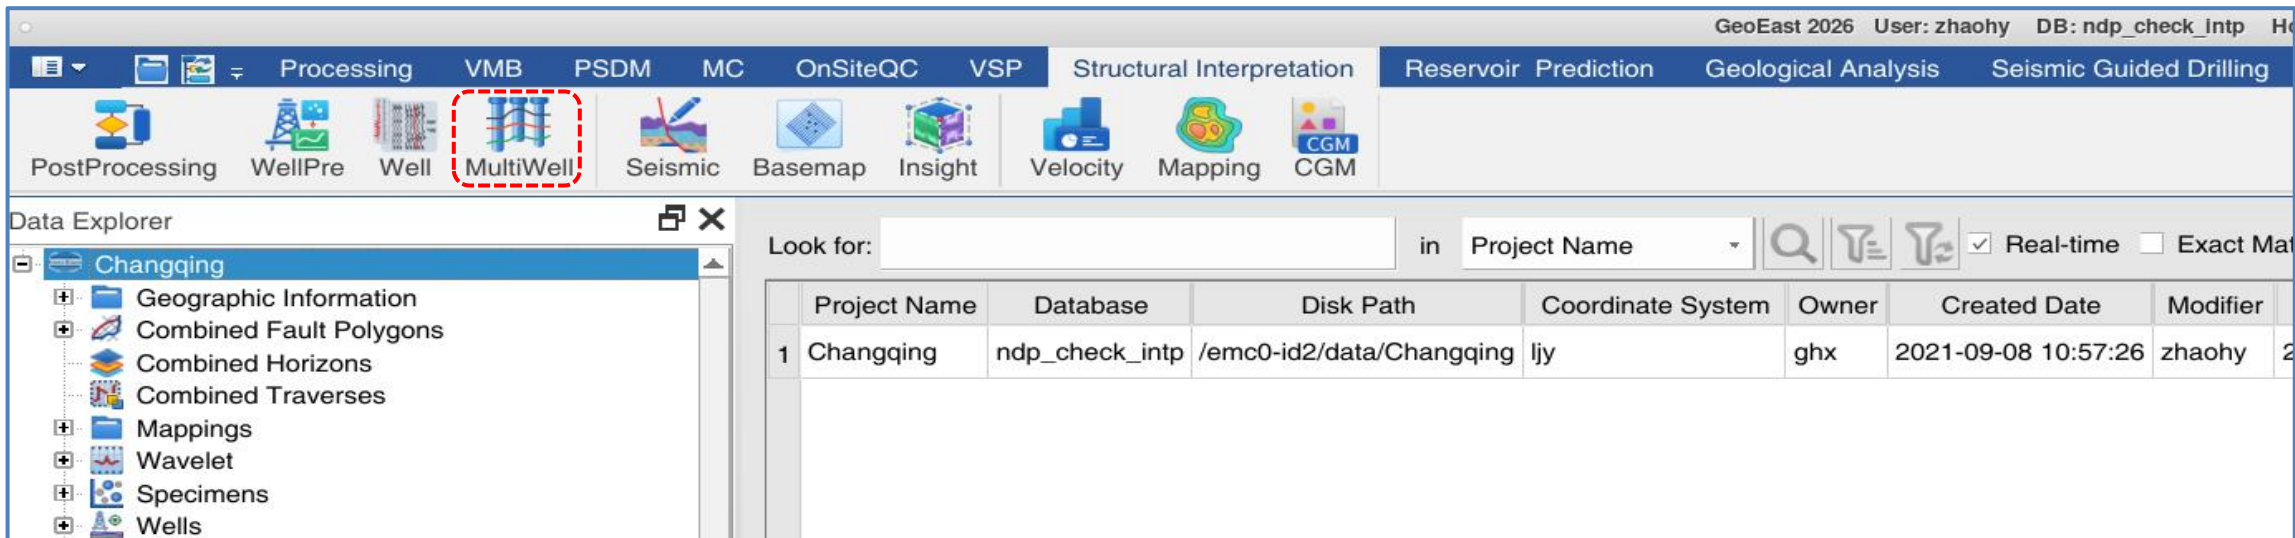 GeoEast 2026 User: zhaohy DB: ndp_check_intp
Processing VMB PSDM MC OnSiteQC VSP Structural Interpretation Reservoir Prediction Geological Analysis Seismic Guided Drilling
PostProcessing WellPre Well MultiWell Seismic Basemap Insight Velocity Mapping CGM
CGM
Data Explorer
Look for: in Project Name Real-time Exact Mat
Changqing
Geographic Information
Combined Fault Polygons
Combined Horizons
Combined Traverses
Mappings
Wavelet
Specimens
Wells
Project Name Database Disk Path Coordinate System Owner Created Date Modifier
1 Changqing ndp_check_intp /emc0-id2/data/Changqing ljy ghx 2021-09-08 10:57:26 zhaohy 2